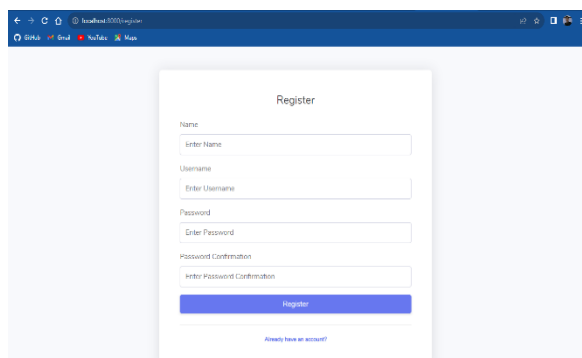 localhost:8000/register
GitHub Gmail YouTube Maps
Register
Name
Enter Name
Username
Enter Username
Password
Enter Password
Password Confirmation
Enter Password Confirmation
Register
Already have an account?